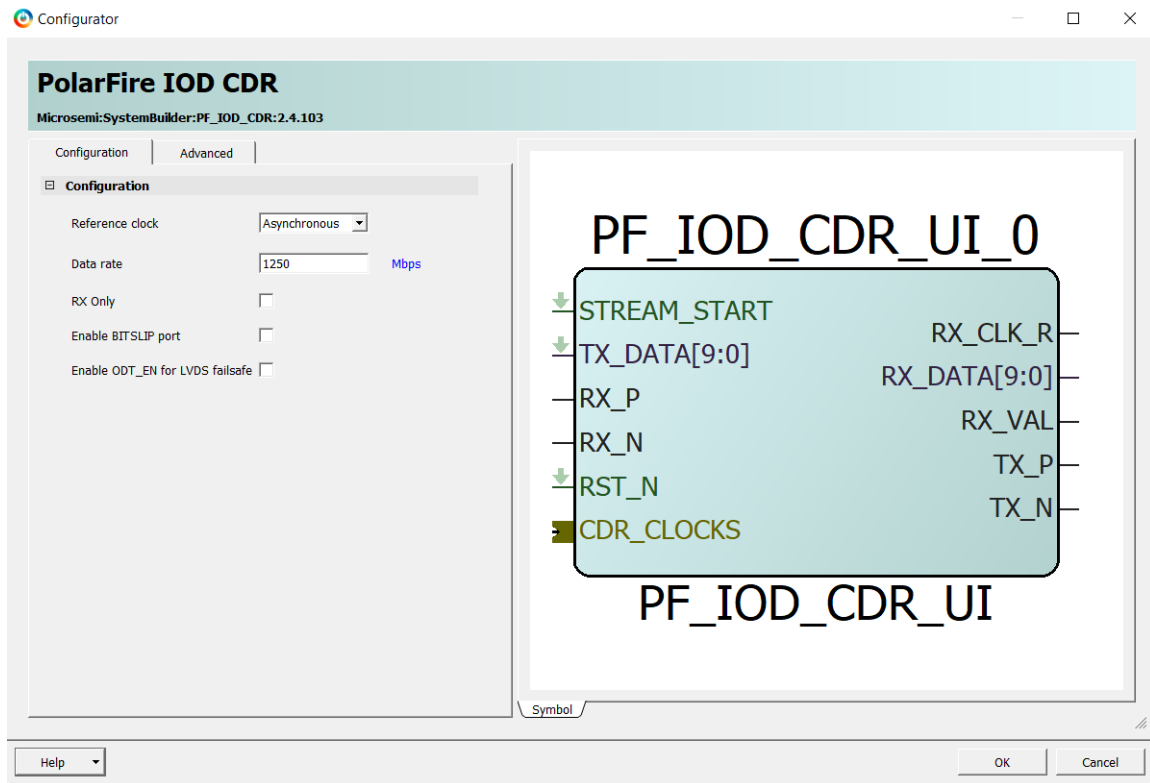 Configurator
PolarFire IOD CDR
Microsemi:SystemBuilder:PF_IOD_CDR:2.4.103
Configuration
Advanced
Configuration
Reference clock
Asynchronous
Data rate
1250
Mbps
RX Only
Enable BITSLIP port
Enable ODT_EN for LVDS failsafe
PF_IOD_CDR_UI_0
STREAM_START
TX_DATA[9:0]
RX_P
RX_N
RST_N
CDR_CLOCKS
RX_CLK_R
RX_DATA[9:0]
RX_VAL
TX_P
TX_N
PF_IOD_CDR_UI
Symbol
Help
OK
Cancel